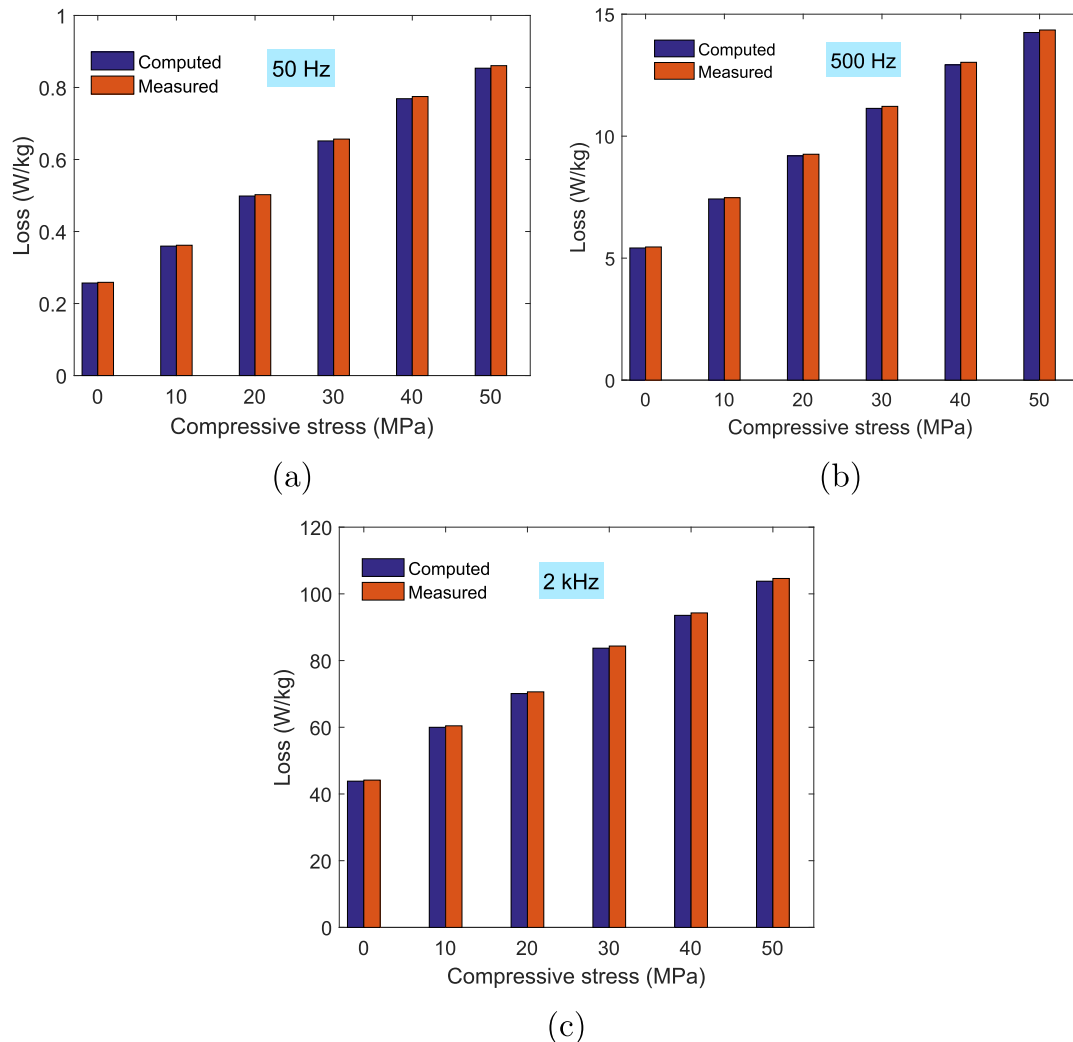 1
0.8
0.6
0.4
0.2
0
Loss (W/kg)
Computed
Measured
50 Hz
0 10 20 30 40 50
Compressive stress (MPa)
(a)
15
10
5
0
Loss (W/kg)
Computed
Measured
500 Hz
0 10 20 30 40 50
Compressive stress (MPa)
(b)
120
100
80
60
40
20
0
Loss (W/kg)
Computed
Measured
2 kHz
0 10 20 30 40 50
Compressive stress (MPa)
(c)